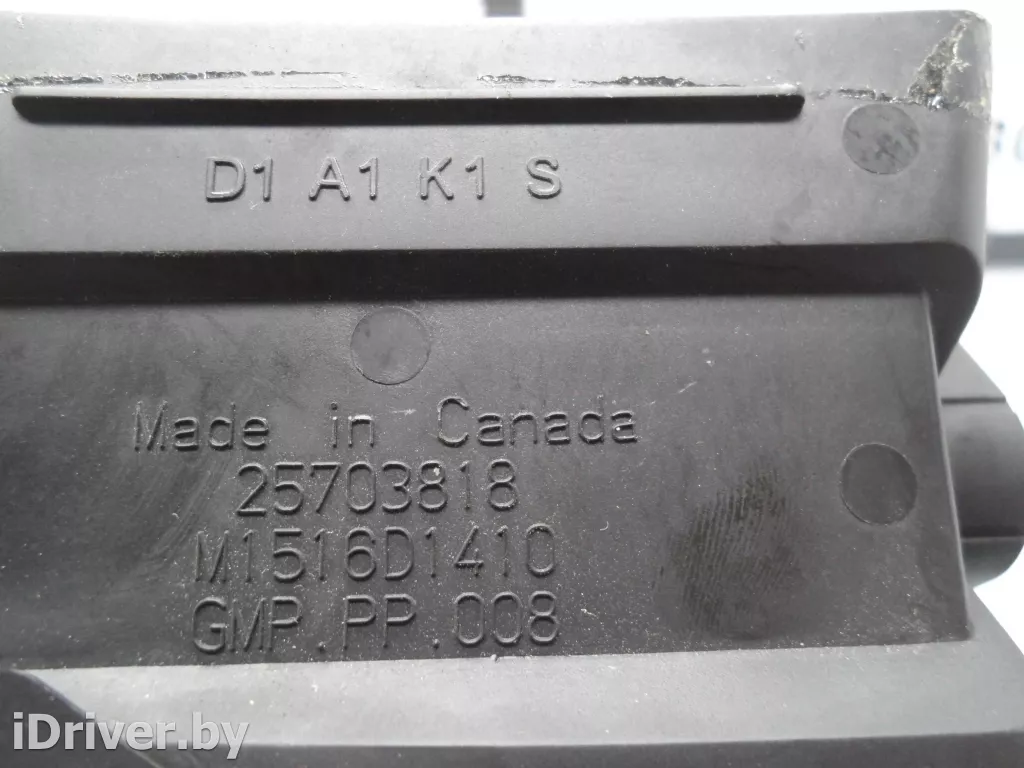 D1 A1 K1 S
Made in Canada
25703818
M1516D1410
GMP.PP.008
iDriver.by